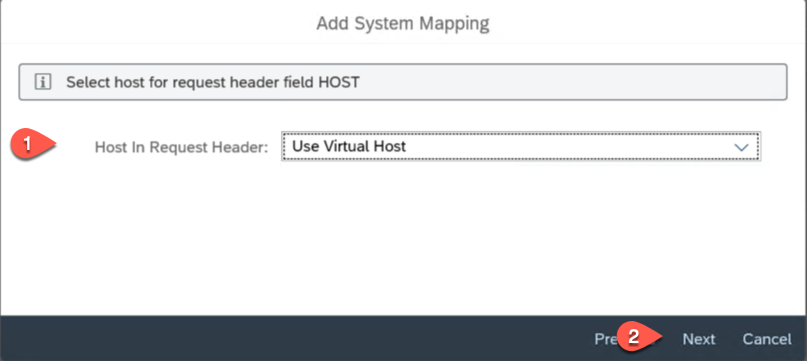 Add System Mapping
Select host for request header field HOST
1
Host In Request Header: Use Virtual Host
2 Next Cancel